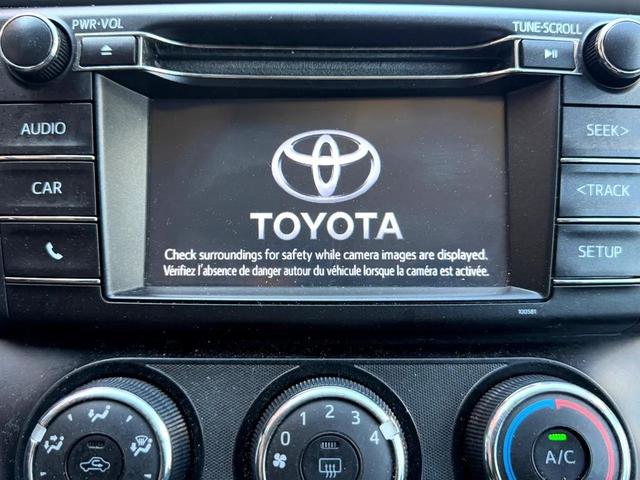 PWR·VOL
TUNE·SCROLL
AUDIO
SEEK>
CAR
<TRACK
SETUP
TOYOTA
Check surroundings for safety while camera images are displayed.
Vérifiez l'absence de danger autour du véhicule lorsque la caméra est activée.
100581
0 1 2 3 4
A/C